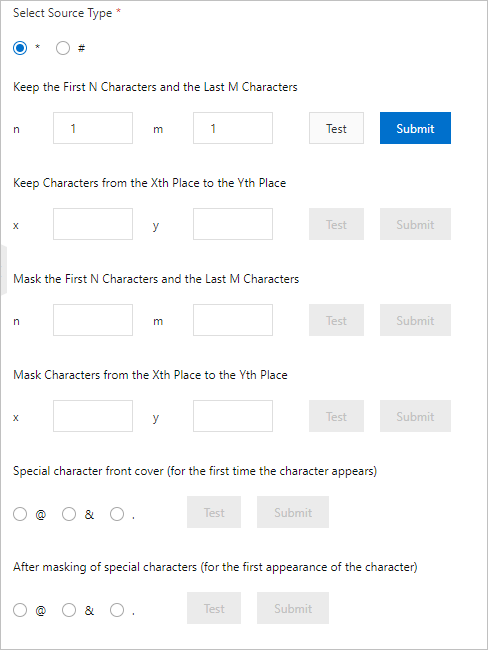 Select Source Type *
* #
Keep the First N Characters and the Last M Characters
n 1 m 1 Test Submit
Keep Characters from the Xth Place to the Yth Place
x y Test Submit
Mask the First N Characters and the Last M Characters
n m Test Submit
Mask Characters from the Xth Place to the Yth Place
x y Test Submit
Special character front cover (for the first time the character appears)
@ & . Test Submit
After masking of special characters (for the first appearance of the character)
@ & . Test Submit